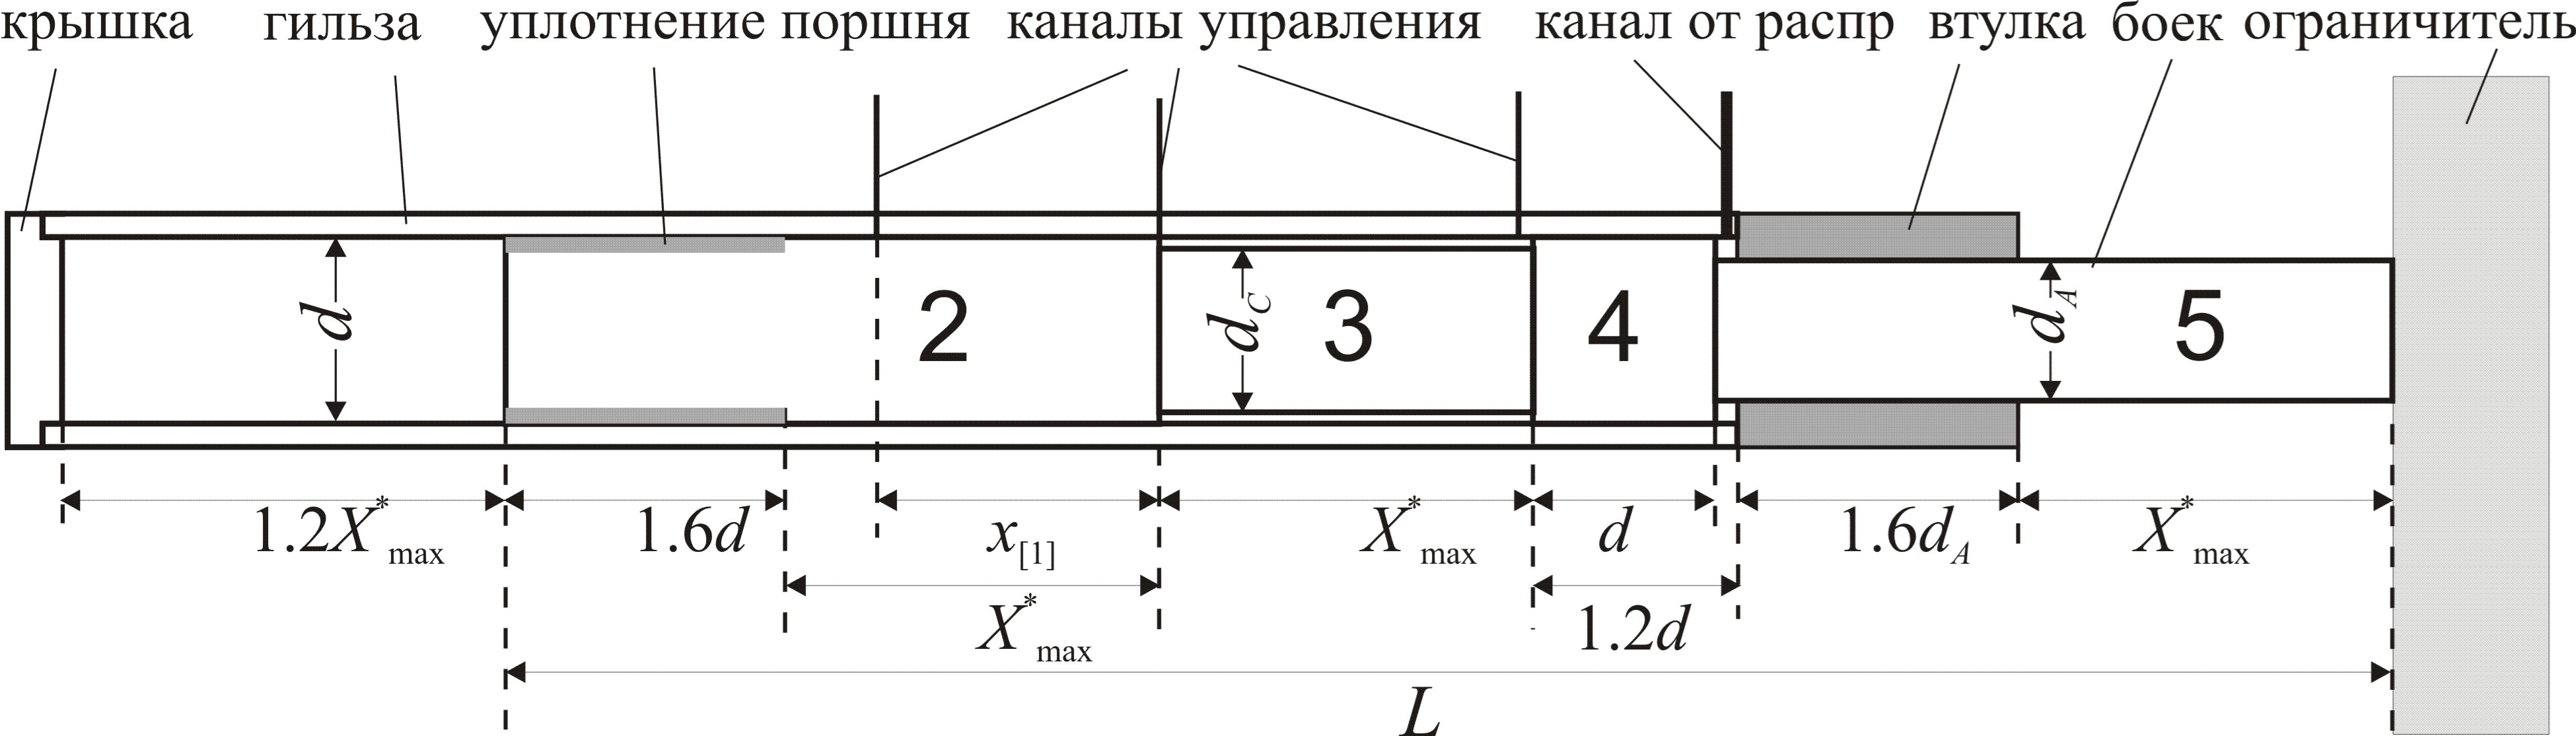 крышка гильза уплотнение поршня каналы управления канал от распр втулка боек ограничитель
d 2 d_C 3 4 d_A 5
1.2X*max 1.6d x[1] X*max d 1.6d_A X*max
X*max 1.2d
L